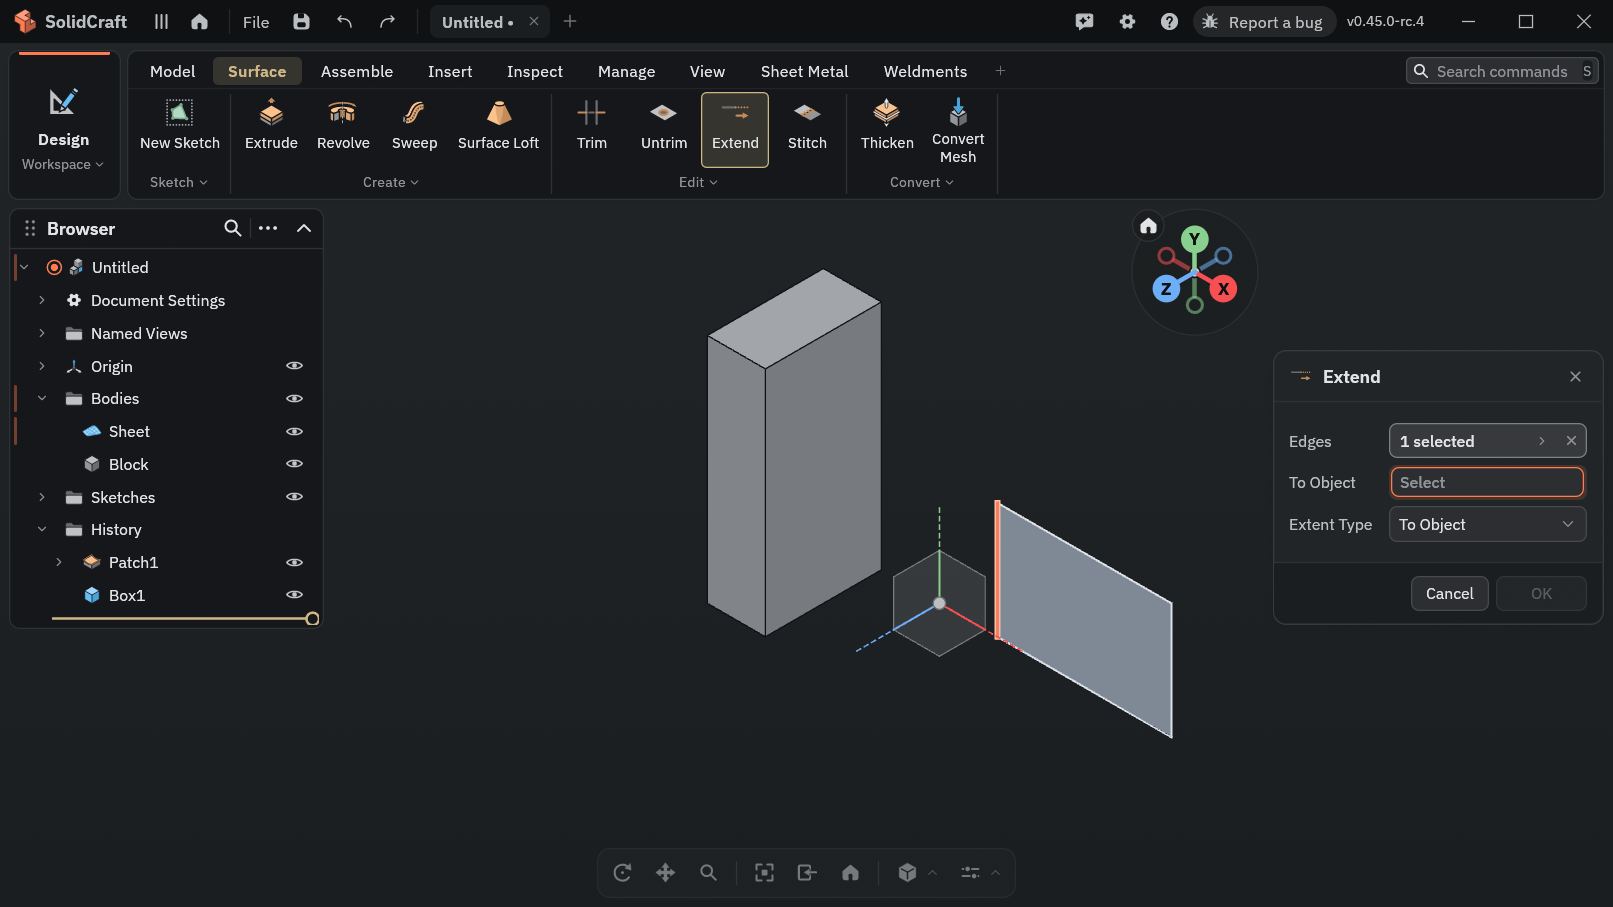 SolidCraft
File
Untitled •
Report a bug
v0.45.0-rc.4
Design
Workspace
Model Surface Assemble Insert Inspect Manage View Sheet Metal Weldments
Search commands S
New Sketch Extrude Revolve Sweep Surface Loft Trim Untrim Extend Stitch Thicken Convert Mesh
Sketch Create Edit Convert
Browser
Untitled
Document Settings
Named Views
Origin
Bodies
Sheet
Block
Sketches
History
Patch1
Box1
Y
Z X
Extend
Edges 1 selected
To Object Select
Extent Type To Object
Cancel OK